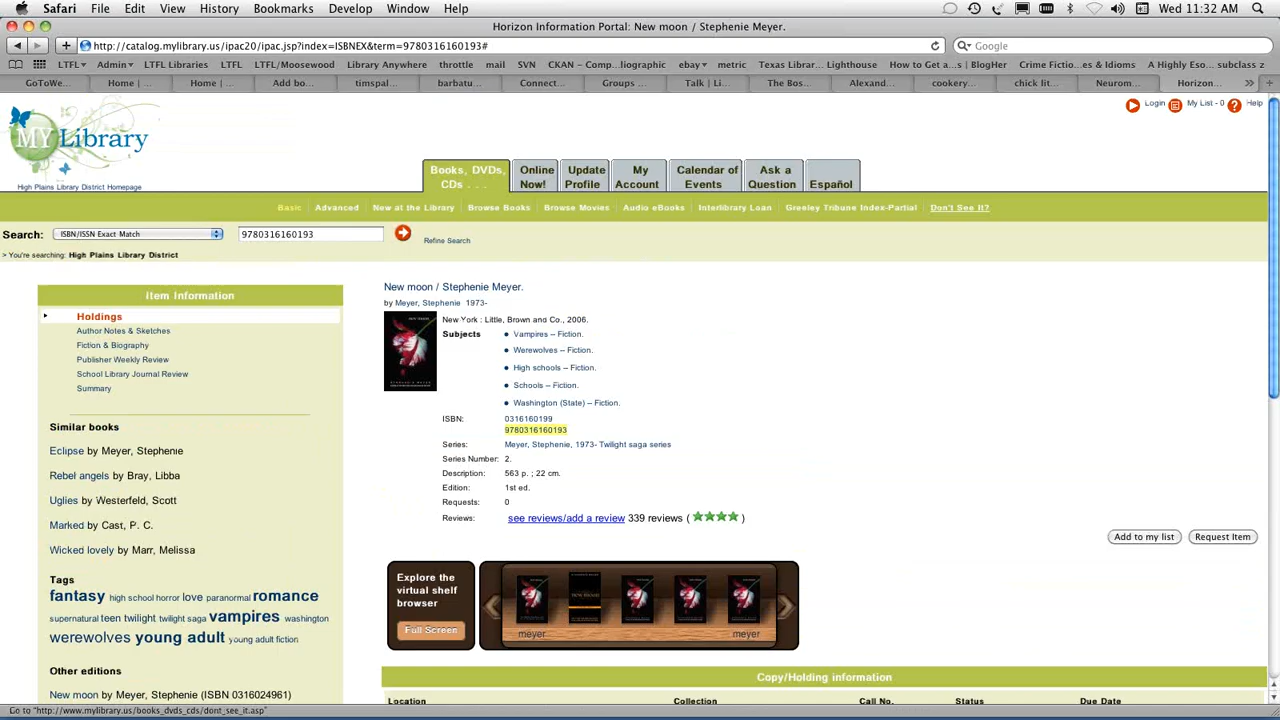 Safari File Edit View History Bookmarks Develop Window Help Wed 11:32 AM
Horizon Information Portal: New moon / Stephenie Meyer.
http://catalog.mylibrary.us/ipac20/ipac.jsp?index=ISBNEX&term=9780316160193# Google
LTFL Admin LTFL Libraries LTFL LTFL/Moosewood Library Anywhere throttle mail SVN CKAN – Comp...liographic ebay metric Texas Librar...Lighthouse How to Get a...| BlogHer Crime Fictio...es & Idioms A Highly Eso...subclass z
GoToWe... Home | ... Home | ... Add bo... timspal... barbatu... Connect... Groups ... Talk | Li... The Bos... Alexand... cookery... chick lit... Neurom... Horizon...
Login My List - 0 Help
MY Library
High Plains Library District Homepage
Books, DVDs, CDs . . .
Online Now!
Update Profile
My Account
Calendar of Events
Ask a Question
Español
Basic Advanced New at the Library Browse Books Browse Movies Audio eBooks Interlibrary Loan Greeley Tribune Index-Partial Don't See It?
Search: ISBN/ISSN Exact Match 9780316160193 Refine Search
> You're searching: High Plains Library District
Item Information
Holdings
Author Notes & Sketches
Fiction & Biography
Publisher Weekly Review
School Library Journal Review
Summary
Similar books
Eclipse by Meyer, Stephenie
Rebel angels by Bray, Libba
Uglies by Westerfeld, Scott
Marked by Cast, P. C.
Wicked lovely by Marr, Melissa
Tags
fantasy high school horror love paranormal romance
supernatural teen twilight twilight saga vampires washington
werewolves young adult young adult fiction
Other editions
New moon by Meyer, Stephenie (ISBN 0316024961)
New moon / Stephenie Meyer.
by Meyer, Stephenie 1973-
New York : Little, Brown and Co., 2006.
Subjects Vampires -- Fiction.
Werewolves -- Fiction.
High schools -- Fiction.
Schools -- Fiction.
Washington (State) -- Fiction.
ISBN: 0316160199
9780316160193
Series: Meyer, Stephenie, 1973- Twilight saga series
Series Number: 2.
Description: 563 p. ; 22 cm.
Edition: 1st ed.
Requests: 0
Reviews: see reviews/add a review 339 reviews ( )
Add to my list Request Item
Explore the
virtual shelf
browser
Full Screen
meyer meyer
Copy/Holding information
Location Collection Call No. Status Due Date
Go to "http://www.mylibrary.us/books_dvds_cds/dont_see_it.asp"